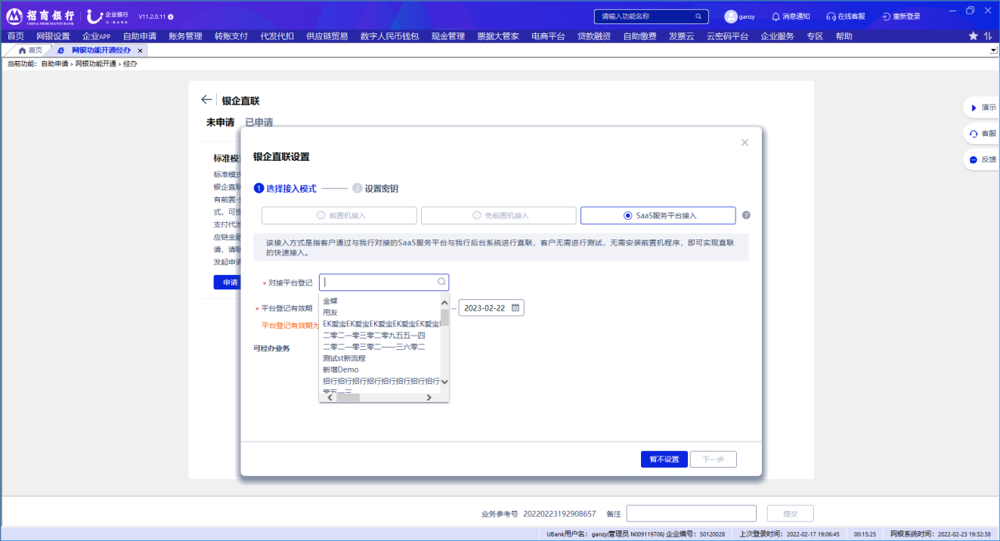 招商银行 企业银行 V11.2.0.11
CHINA MERCHANTS BANK U-BANK
请输入功能名称 ganzy 消息通知 在线客服 重新登录
首页 网银设置 企业APP 自助申请 账务管理 转账支付 代发代扣 供应链贸易 数字人民币钱包 现金管理 票据大管家 电商平台 贷款融资 自助缴费 发票云 云密码平台 企业服务 专区 帮助
首页 网银功能开通经办
当前功能：自助申请 > 网银功能开通 > 经办
银企直联
未申请 已申请
演示
客服
反馈
标准模
标准模式
银企直联
有前置-
式，可提
支付代发
应链金融
请，请联
发起申请
申请
银企直联设置
1 选择接入模式 2 设置密钥
前置机接入 免前置机接入 SaaS服务平台接入
该接入方式是指客户通过与我行对接的SaaS服务平台与我行后台系统进行直联，客户无需进行测试，无需安装前置机程序，即可实现直联
的快速接入。
* 对接平台登记
* 平台登记有效期 – 2023-02-22
平台登记有效期为
可经办业务
金蝶
用友
EK爱宝EK爱宝EK爱宝EK爱宝EK爱宝
二零二一零三零二零九五五一四
二零二一零三零二一一三六零二
测试st新流程
新增Demo
招行招行招行招行招行招行招行招行
零五一三
暂不设置 下一步
业务参考号 20220223192908657 备注 提交
UBank用户名：ganzy(管理员 N009119706) 企业编号：S0120028 上次登录时间：2022-02-17 19:06:45 00:15:25 网银系统时间：2022-02-23 19:32:38